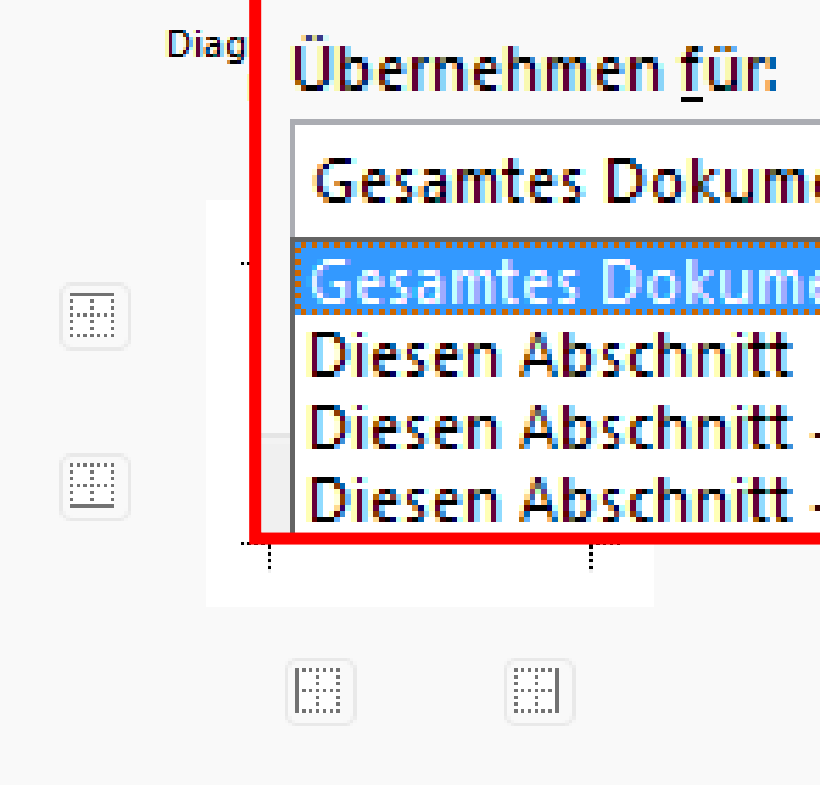 Diag
Übernehmen für:
Gesamtes Dokume
Gesamtes Dokume
Diesen Abschnitt
Diesen Abschnitt -
Diesen Abschnitt -